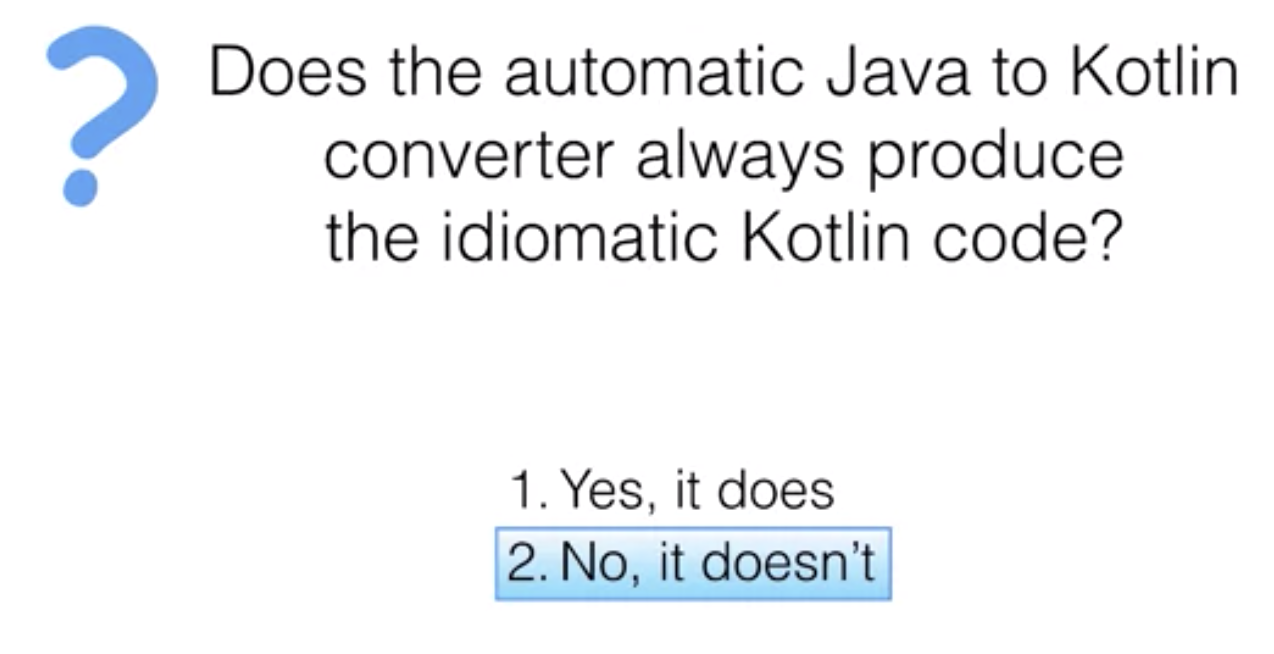 Does the automatic Java to Kotlin
converter always produce
the idiomatic Kotlin code?
1. Yes, it does
2. No, it doesn’t